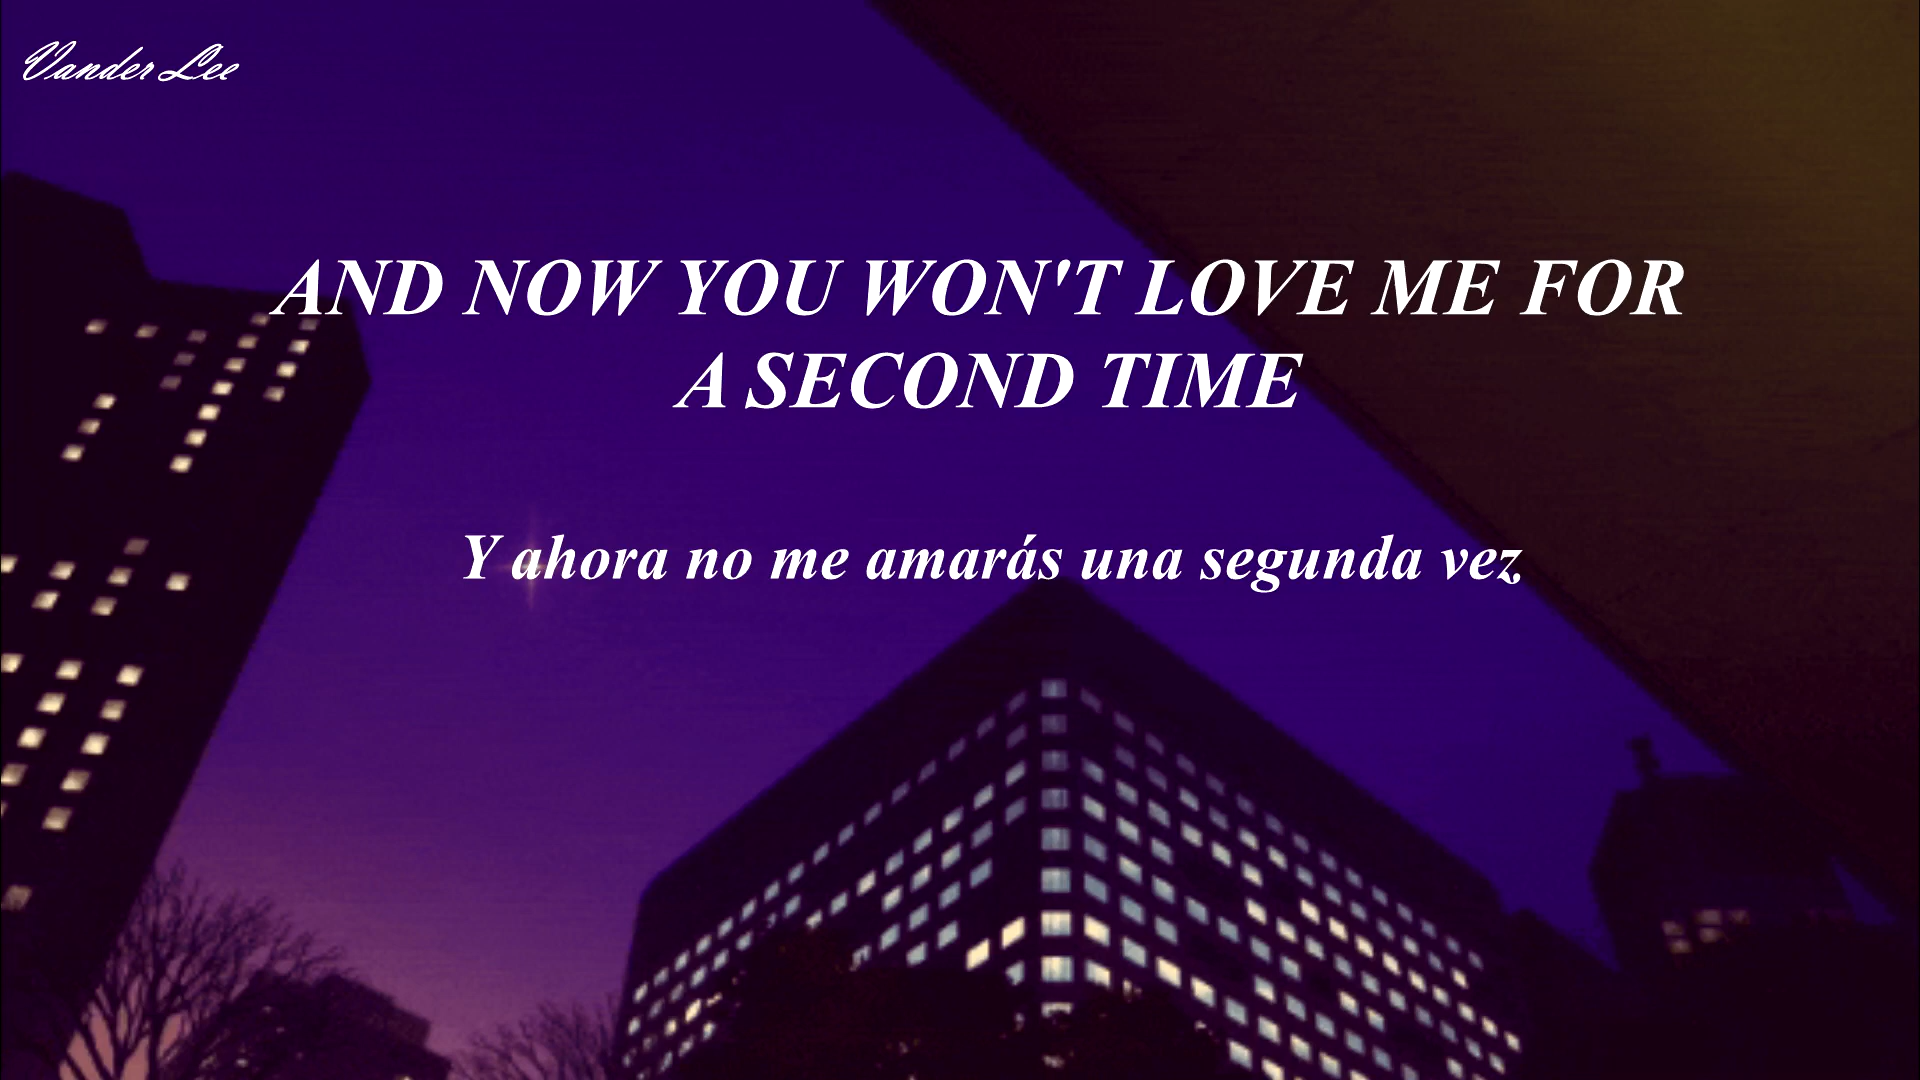 Vander Lee
AND NOW YOU WON'T LOVE ME FOR
A SECOND TIME
Y ahora no me amarás una segunda vez